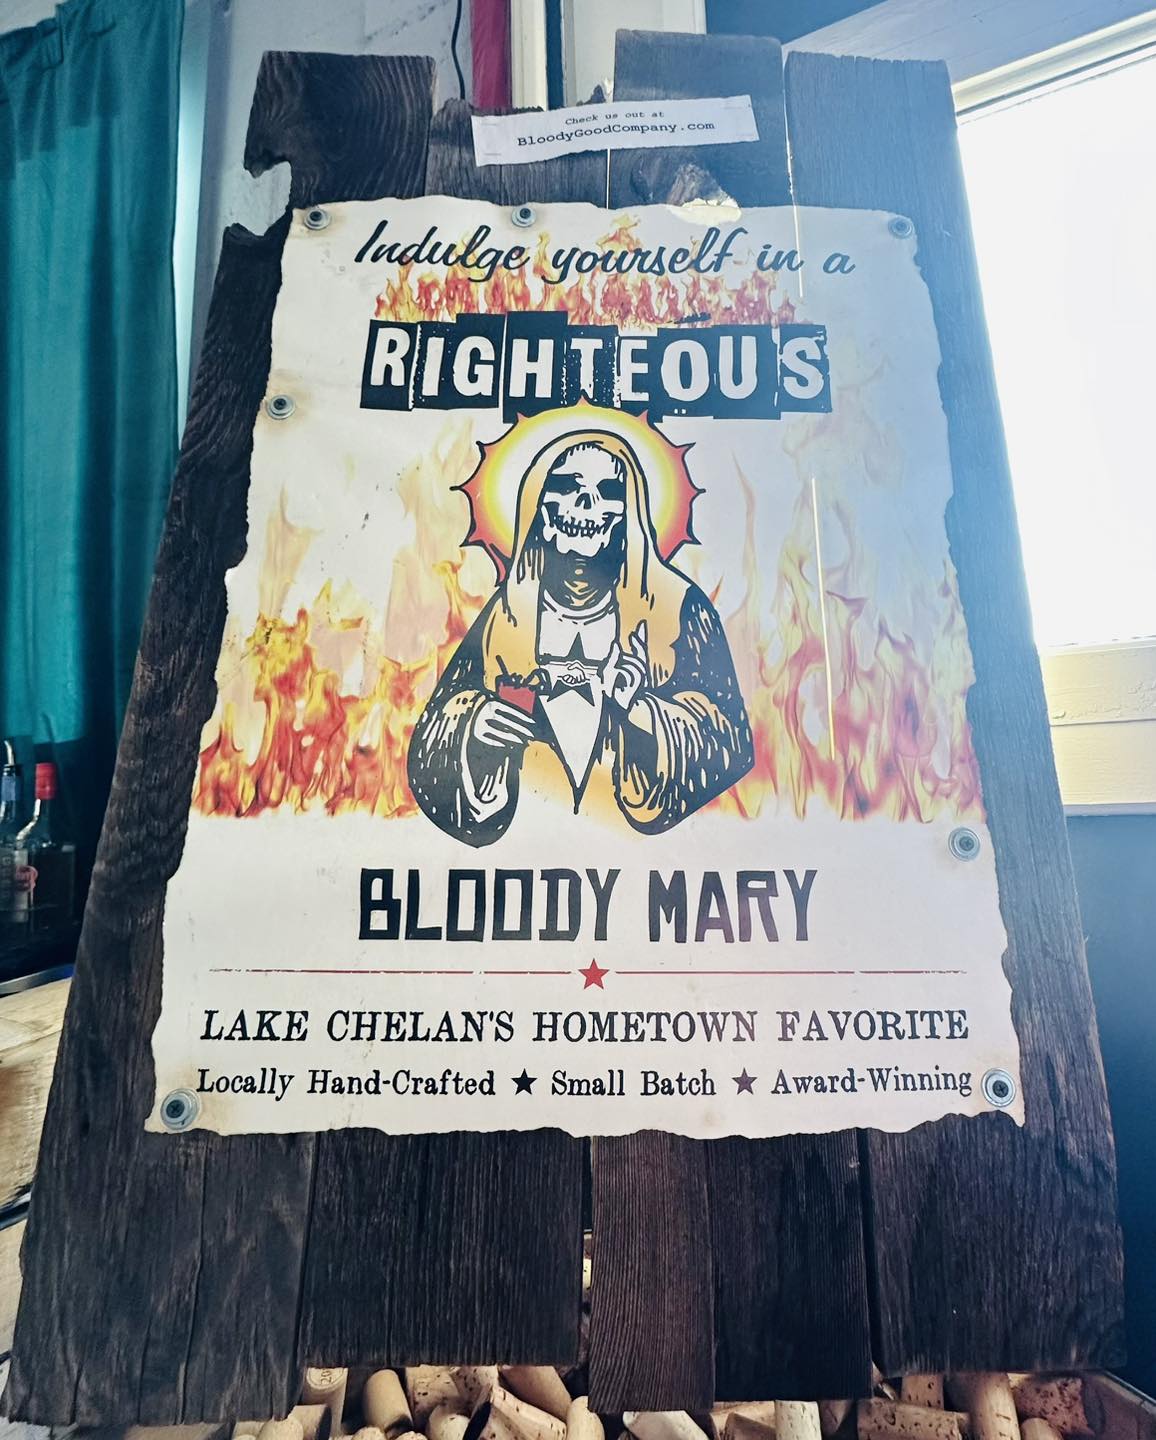 Check us out at
BloodyGoodCompany.com
Indulge yourself in a
RIGHTEOUS
BLOODY MARY
LAKE CHELAN'S HOMETOWN FAVORITE
Locally Hand-Crafted ★ Small Batch ★ Award-Winning